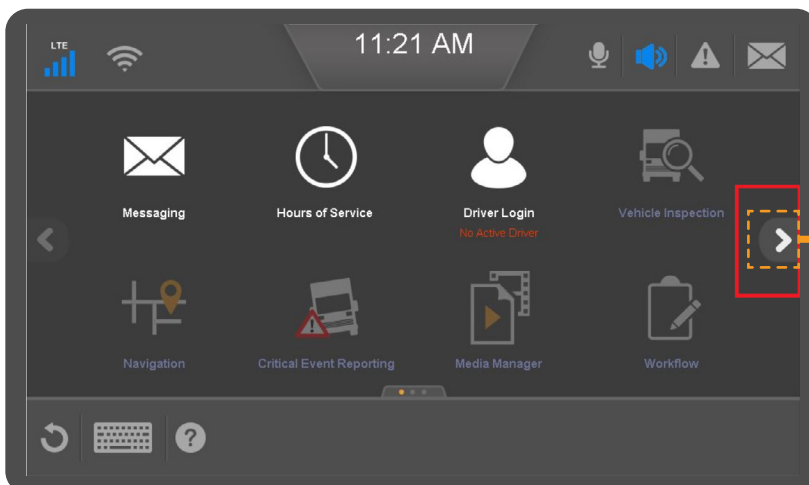 LTE
11:21 AM
Messaging
Hours of Service
Driver Login
Vehicle Inspection
No Active Driver
Navigation
Critical Event Reporting
Media Manager
Workflow
?